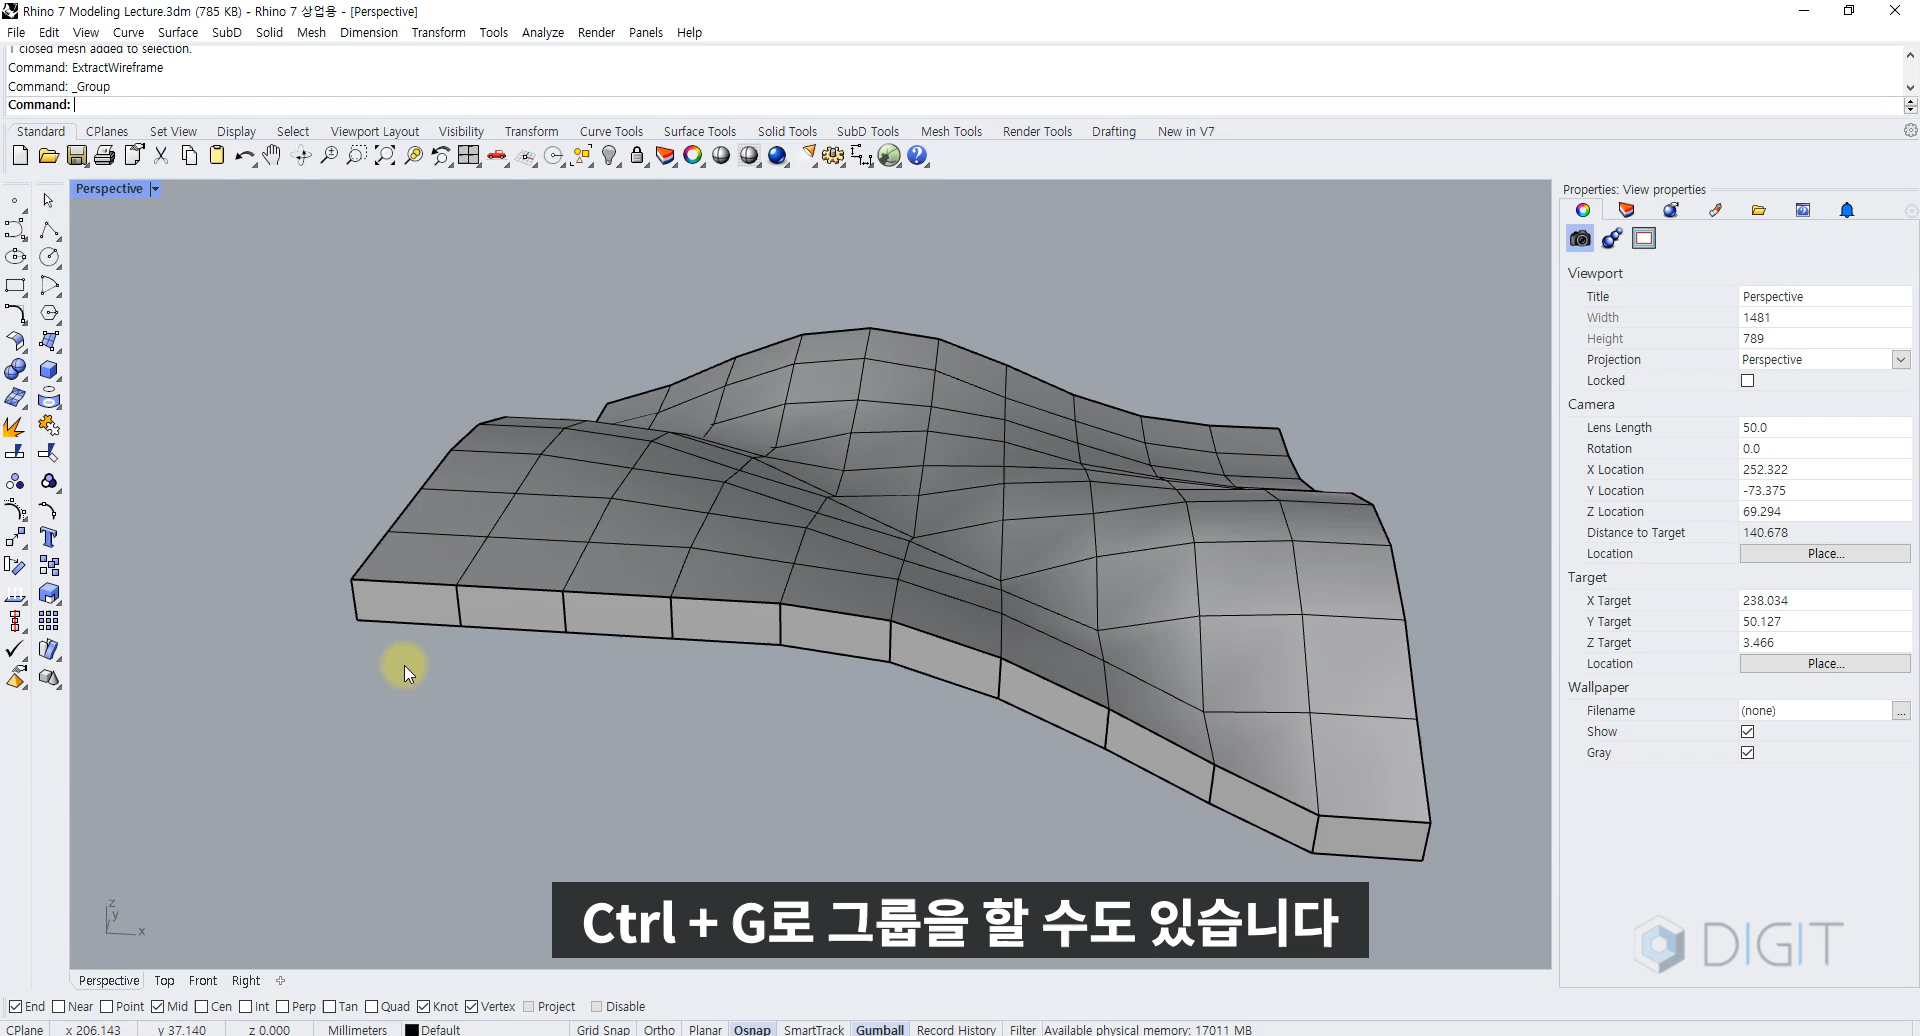 Rhino 7 Modeling Lecture.3dm (785 KB) - Rhino 7 상업용 - [Perspective]
File Edit View Curve Surface SubD Solid Mesh Dimension Transform Tools Analyze Render Panels Help
1 closed mesh added to selection.
Command: ExtractWireframe
Command: _Group
Command:
Standard CPlanes Set View Display Select Viewport Layout Visibility Transform Curve Tools Surface Tools Solid Tools SubD Tools Mesh Tools Render Tools Drafting New in V7
Perspective
Properties: View properties
Viewport
Title Perspective
Width 1481
Height 789
Projection Perspective
Locked
Camera
Lens Length 50.0
Rotation 0.0
X Location 252.322
Y Location -73.375
Z Location 69.294
Distance to Target 140.678
Location Place...
Target
X Target 238.034
Y Target 50.127
Z Target 3.466
Location Place...
Wallpaper
Filename (none) ...
Show
Gray
z
y
x
Ctrl + G로 그룹을 할 수도 있습니다
DIGIT
Perspective Top Front Right
End Near Point Mid Cen Int Perp Tan Quad Knot Vertex Project Disable
CPlane x 206.143 y 37.140 z 0.000 Millimeters Default Grid Snap Ortho Planar Osnap SmartTrack Gumball Record History Filter Available physical memory: 17011 MB